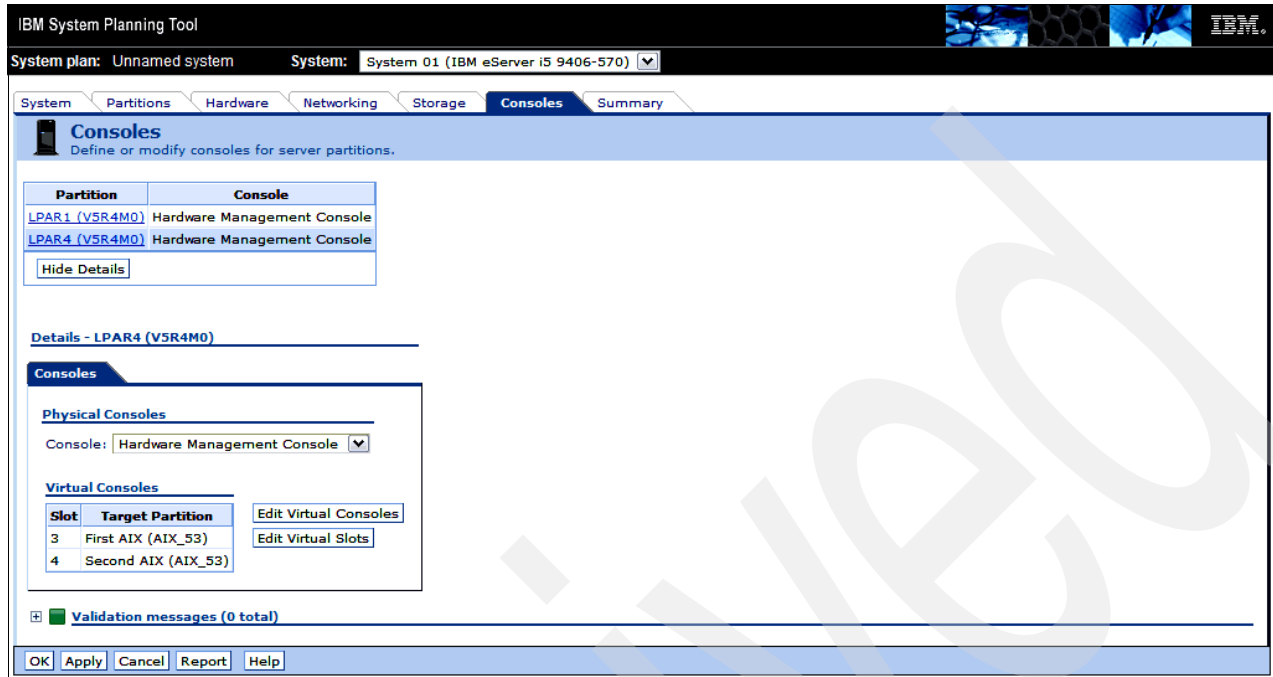 IBM System Planning Tool
IBM.
System plan: Unnamed system System: System 01 (IBM eServer i5 9406-570)
System Partitions Hardware Networking Storage Consoles Summary
Consoles
Define or modify consoles for server partitions.
Partition Console
LPAR1 (V5R4M0) Hardware Management Console
LPAR4 (V5R4M0) Hardware Management Console
Hide Details
Details - LPAR4 (V5R4M0)
Consoles
Physical Consoles
Console: Hardware Management Console
Virtual Consoles
Slot Target Partition Edit Virtual Consoles
3 First AIX (AIX_53) Edit Virtual Slots
4 Second AIX (AIX_53)
Validation messages (0 total)
OK Apply Cancel Report Help
ived